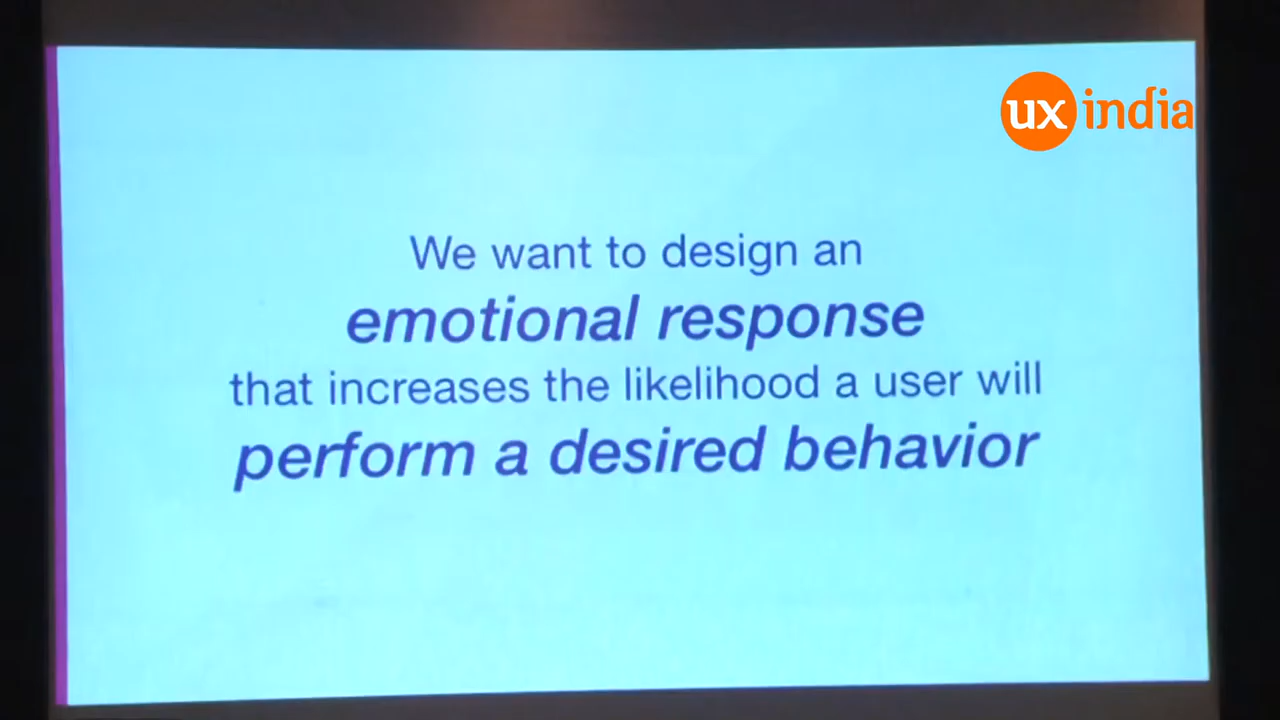 ux india
We want to design an
emotional response
that increases the likelihood a user will
perform a desired behavior